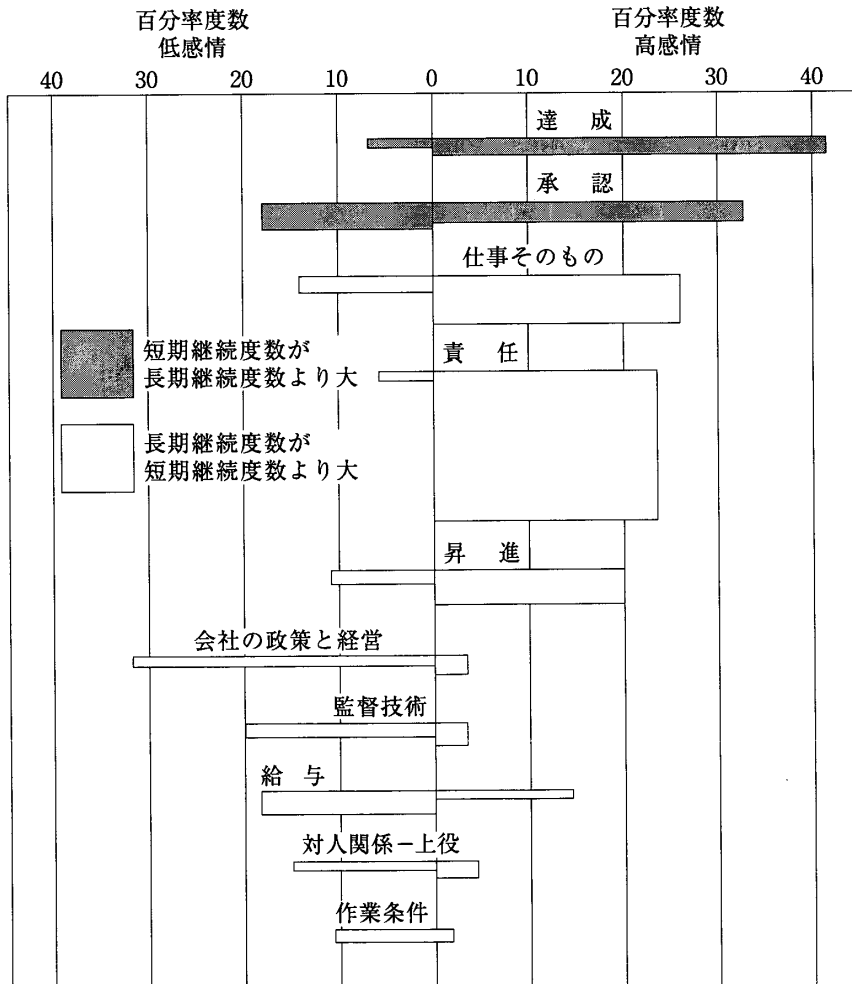 百分率度数
低感情
百分率度数
高感情
40 30 20 10 0 10 20 30 40
達 成
承 認
仕事そのもの
短期継続度数が
長期継続度数より大
責 任
長期継続度数が
短期継続度数より大
昇 進
会社の政策と経営
監督技術
給 与
対人関係－上役
作業条件